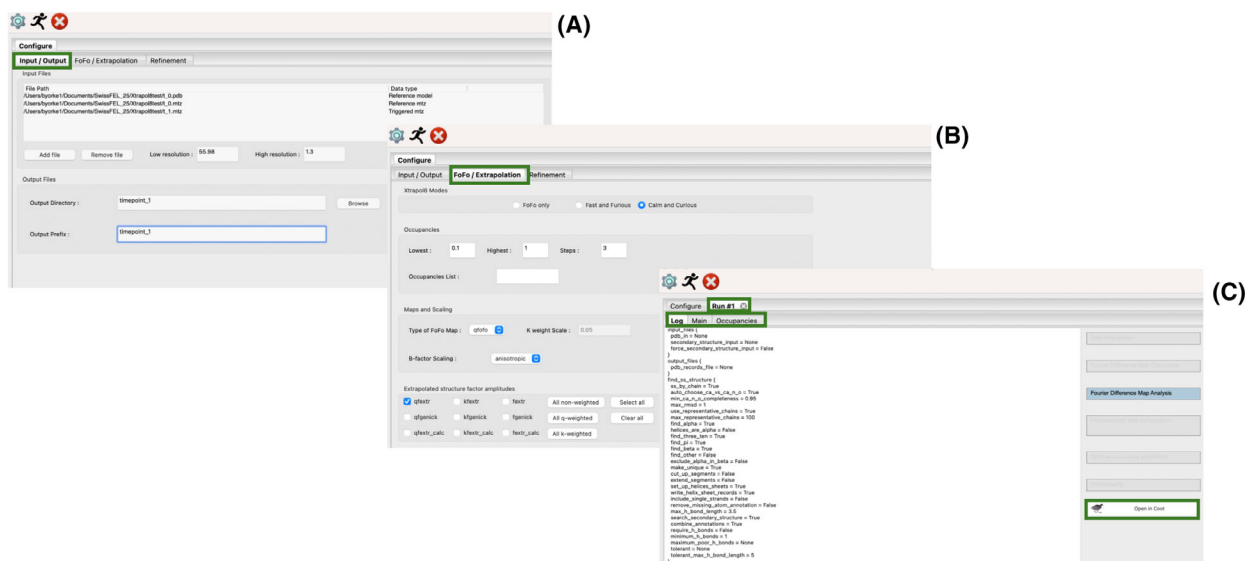 (A)
Configure
Input / Output FoFo / Extrapolation Refinement
Input Files
File Path Data type
/Users/byorke1/Documents/SwissFEL_25/Xtrapol8test/t_0.pdb Reference model
/Users/byorke1/Documents/SwissFEL_25/Xtrapol8test/t_0.mtz Reference mtz
/Users/byorke1/Documents/SwissFEL_25/Xtrapol8test/t_1.mtz Triggered mtz
Add file Remove file Low resolution : 55.98 High resolution : 1.3
Output Files
Output Directory : timepoint_1 Browse
Output Prefix : timepoint_1
(B)
Configure
Input / Output FoFo / Extrapolation Refinement
Xtrapol8 Modes
FoFo only Fast and Furious Calm and Curious
Occupancies
Lowest : 0.1 Highest : 1 Steps : 3
Occupancies List :
Maps and Scaling
Type of FoFo Map : qfofo K weight Scale : 0.05
B-factor Scaling : anisotropic
Extrapolated structure factor amplitudes
qfextr kfextr fextr All non-weighted Select all
qfgenick kfgenick fgenick All q-weighted Clear all
qfextr_calc kfextr_calc fextr_calc All k-weighted
(C)
Configure Run #1
Log Main Occupancies
input_files {
pdb_in = None
secondary_structure_input = None
force_secondary_structure_input = False
}
output_files {
pdb_records_file = None
}
find_ss_structure {
ss_by_chain = True
auto_choose_ca_vs_ca_n_o = True
min_ca_n_o_completeness = 0.95
max_rmsd = 1
use_representative_chains = True
max_representative_chains = 100
find_alpha = True
helices_are_alpha = False
find_three_ten = True
find_pi = True
find_beta = True
find_other = False
exclude_alpha_in_beta = False
make_unique = True
cut_up_segments = False
extend_segments = False
set_up_helices_sheets = True
write_helix_sheet_records = True
include_single_strands = False
remove_missing_atom_annotation = False
max_h_bond_length = 3.5
search_secondary_structure = True
combine_annotations = True
require_h_bonds = False
minimum_h_bonds = 1
maximum_poor_h_bonds = None
tolerant = None
tolerant_max_h_bond_length = 5
}
Fourier Difference Map Analysis
Open in Coot